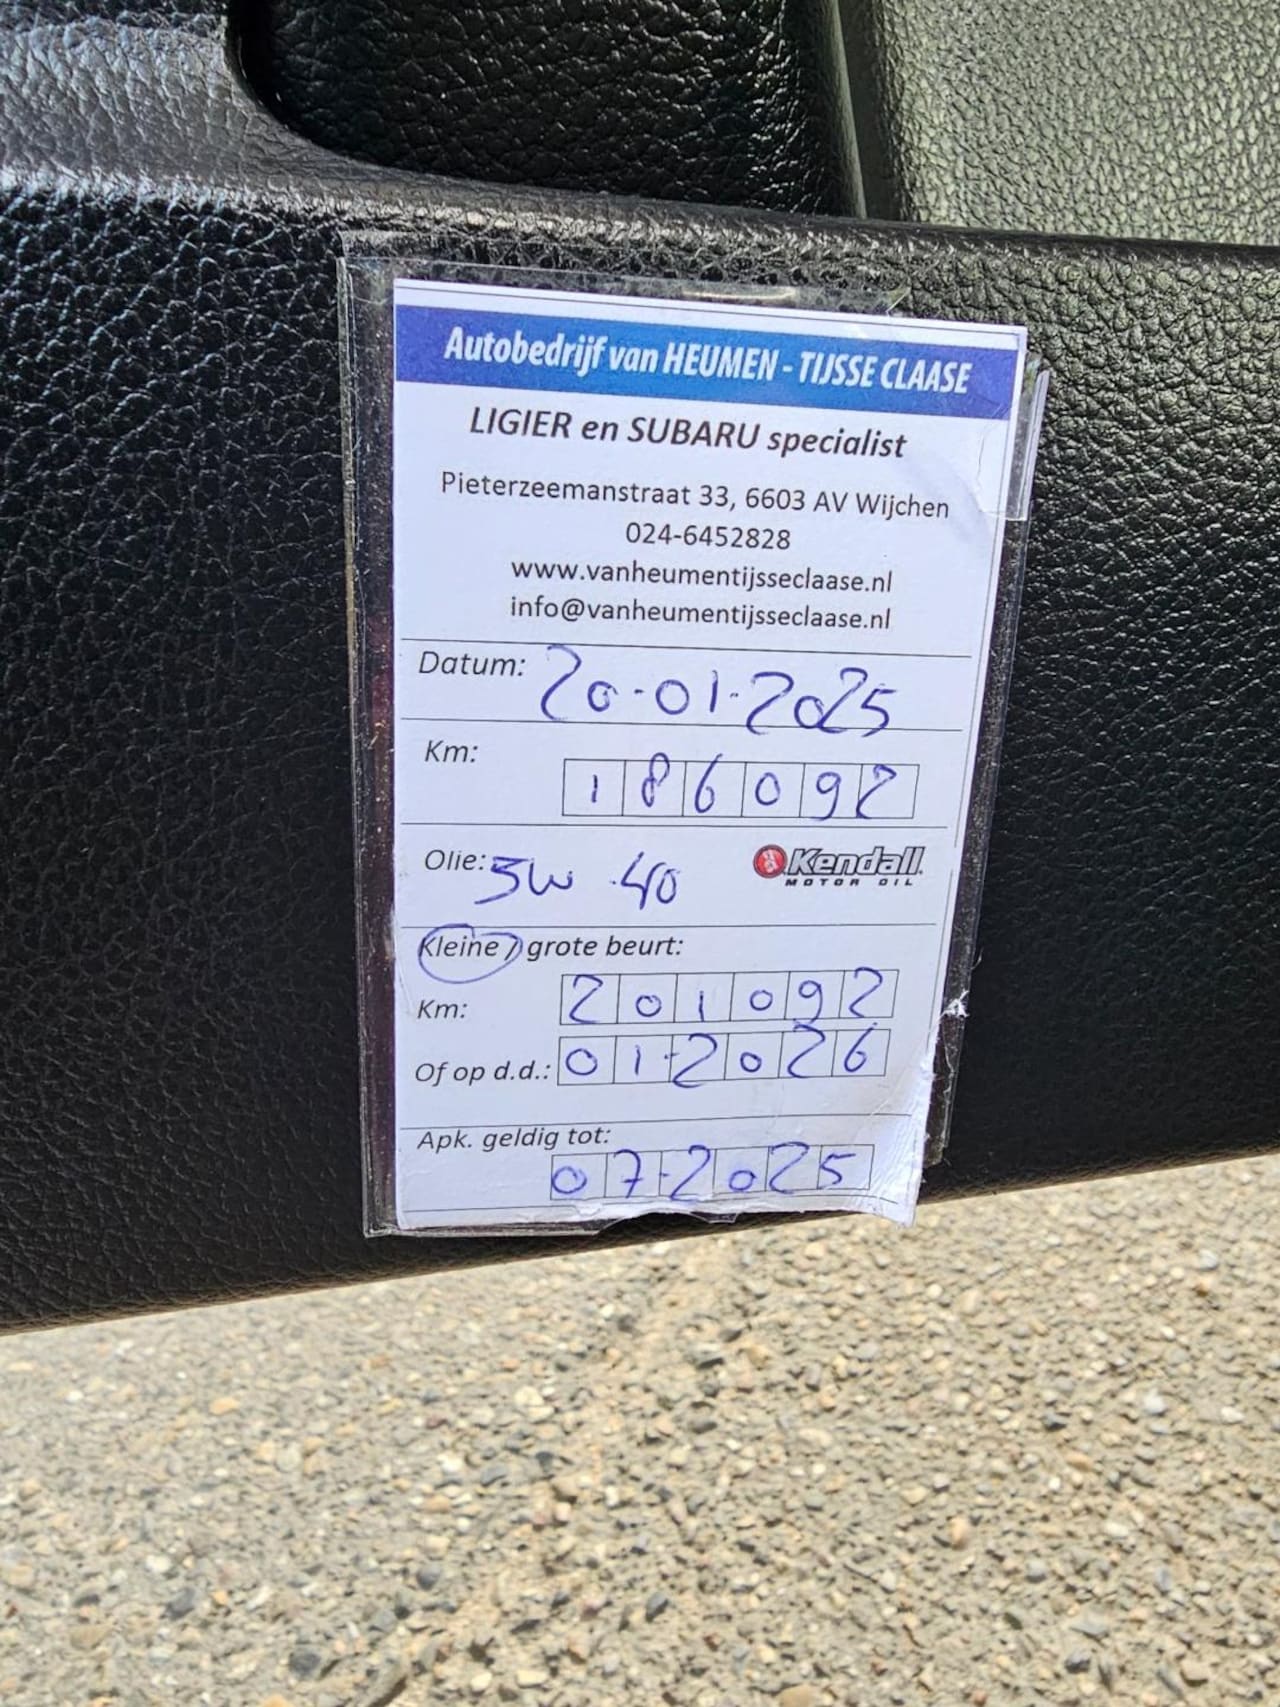 Autobedrijf van HEUMEN - TIJSSE CLAASE
LIGIER en SUBARU specialist
Pieterzeemanstraat 33, 6603 AV Wijchen
024-6452828
www.vanheumentijsseclaase.nl
info@vanheumentijsseclaase.nl
Datum: 20-01-2025
Km: 186092
Olie: 5W-40 Kendall
MOTOR OIL
Kleine / grote beurt:
Km: 201092
Of op d.d.: 01-2026
Apk. geldig tot:
07-2025